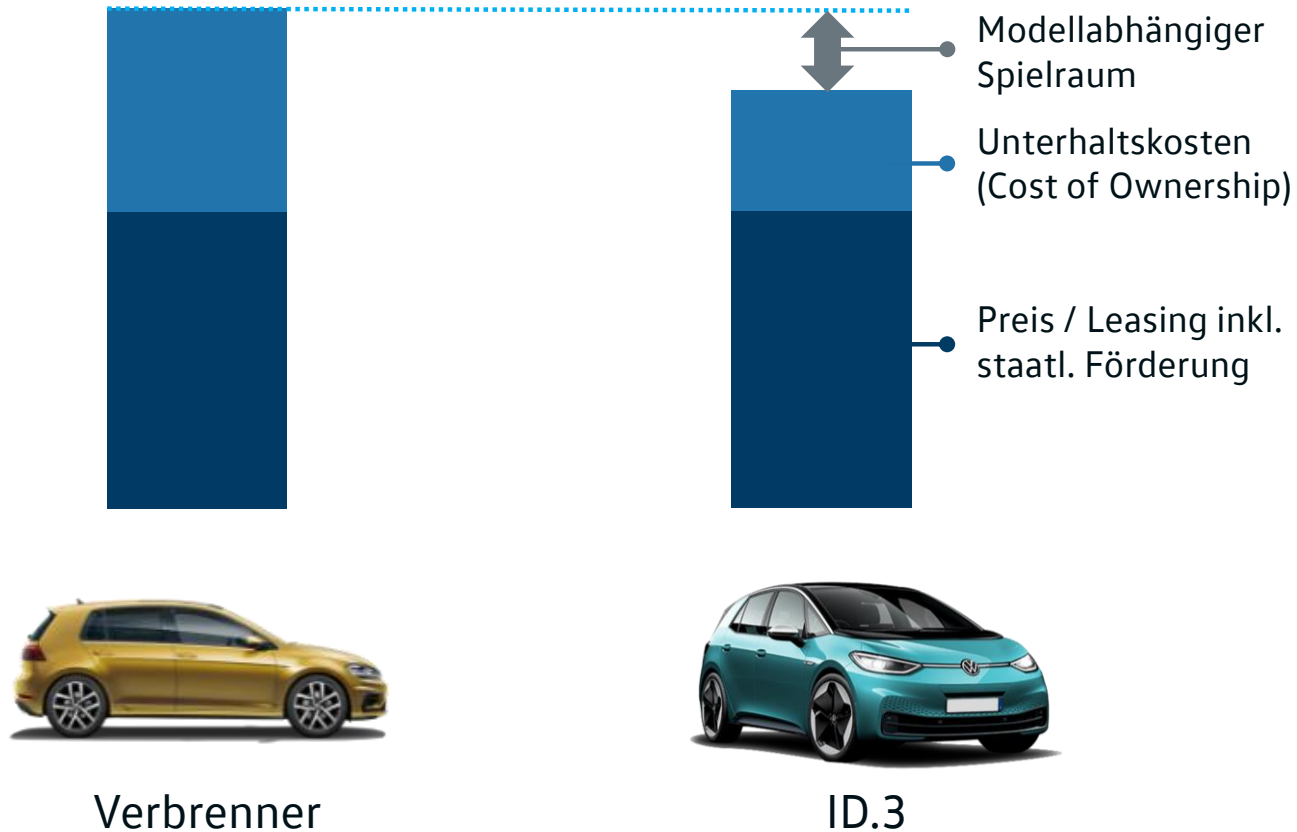 Modellabhängiger
Spielraum
Unterhaltskosten
(Cost of Ownership)
Preis / Leasing inkl.
staatl. Förderung
Verbrenner
ID.3